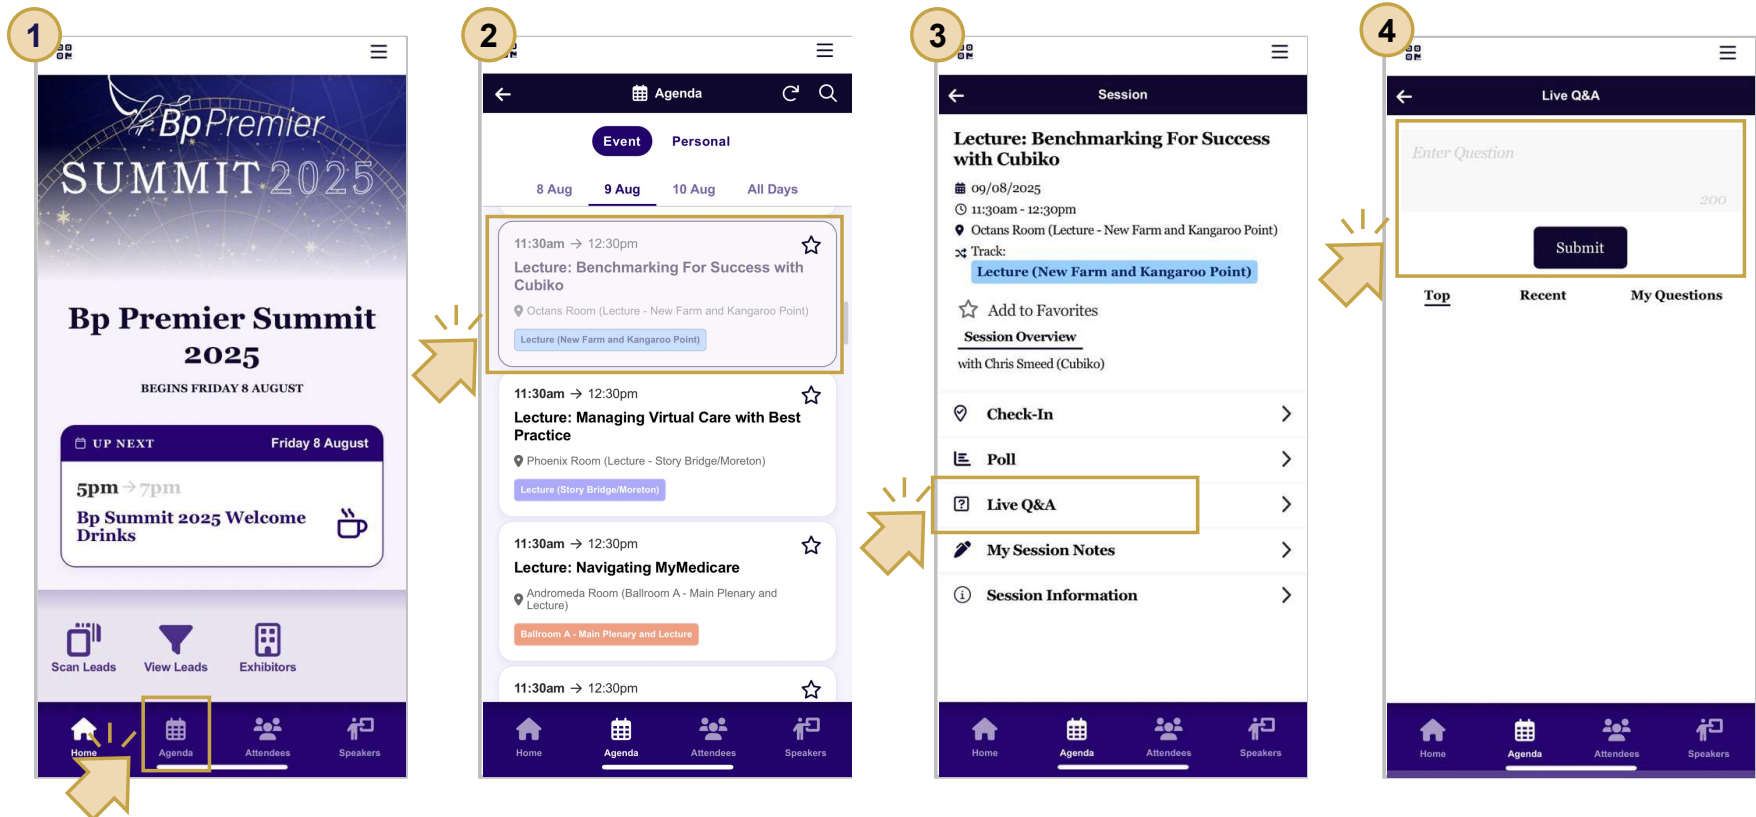 1
BpPremier
SUMMIT 2025
Bp Premier Summit
2025
BEGINS FRIDAY 8 AUGUST
UP NEXT Friday 8 August
5pm → 7pm
Bp Summit 2025 Welcome
Drinks
Scan Leads View Leads Exhibitors
Home Agenda Attendees Speakers
2
← Agenda
Event Personal
8 Aug 9 Aug 10 Aug All Days
11:30am → 12:30pm
Lecture: Benchmarking For Success with
Cubiko
Octans Room (Lecture - New Farm and Kangaroo Point)
Lecture (New Farm and Kangaroo Point)
11:30am → 12:30pm
Lecture: Managing Virtual Care with Best
Practice
Phoenix Room (Lecture - Story Bridge/Moreton)
Lecture (Story Bridge/Moreton)
11:30am → 12:30pm
Lecture: Navigating MyMedicare
Andromeda Room (Ballroom A - Main Plenary and
Lecture)
Ballroom A - Main Plenary and Lecture
11:30am → 12:30pm
Home Agenda Attendees Speakers
3
← Session
Lecture: Benchmarking For Success
with Cubiko
09/08/2025
11:30am - 12:30pm
Octans Room (Lecture - New Farm and Kangaroo Point)
Track:
Lecture (New Farm and Kangaroo Point)
Add to Favorites
Session Overview
with Chris Smeed (Cubiko)
Check-In
Poll
Live Q&A
My Session Notes
Session Information
Home Agenda Attendees Speakers
4
← Live Q&A
Enter Question
200
Submit
Top Recent My Questions
Home Agenda Attendees Speakers